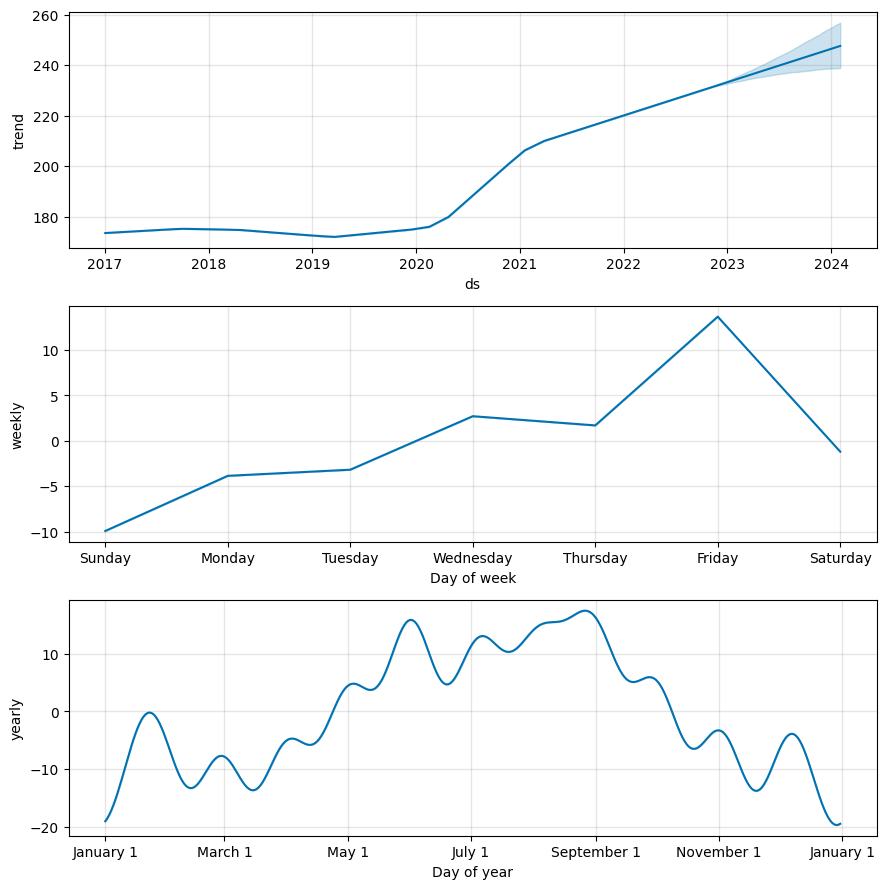 260
240
220
200
180
trend
2017 2018 2019 2020 2021 2022 2023 2024
ds
10
5
0
−5
−10
weekly
Sunday Monday Tuesday Wednesday Thursday Friday Saturday
Day of week
10
0
−10
−20
yearly
January 1 March 1 May 1 July 1 September 1 November 1 January 1
Day of year